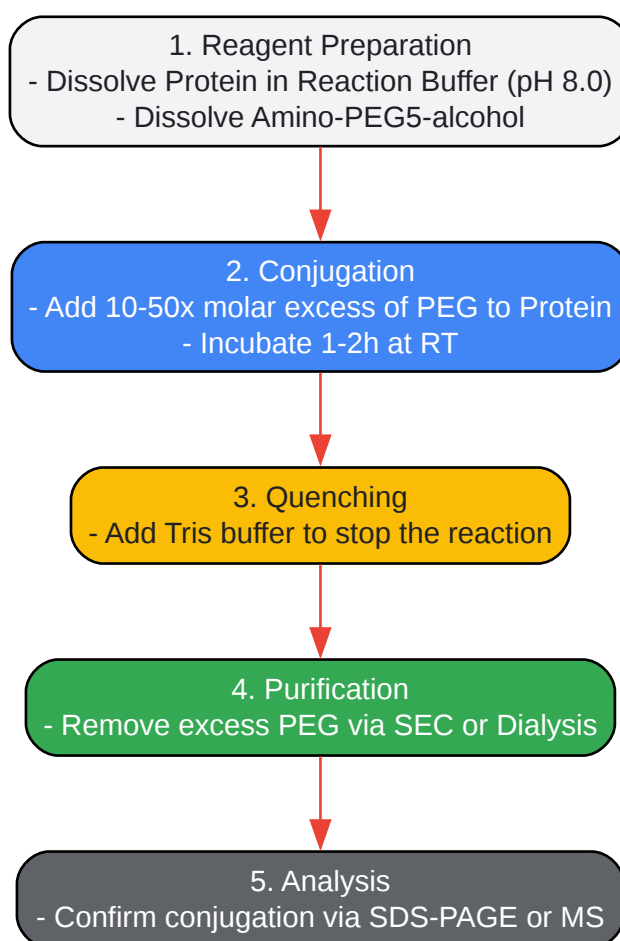 1. Reagent Preparation
- Dissolve Protein in Reaction Buffer (pH 8.0)
- Dissolve Amino-PEG5-alcohol
2. Conjugation
- Add 10-50x molar excess of PEG to Protein
- Incubate 1-2h at RT
3. Quenching
- Add Tris buffer to stop the reaction
4. Purification
- Remove excess PEG via SEC or Dialysis
5. Analysis
- Confirm conjugation via SDS-PAGE or MS